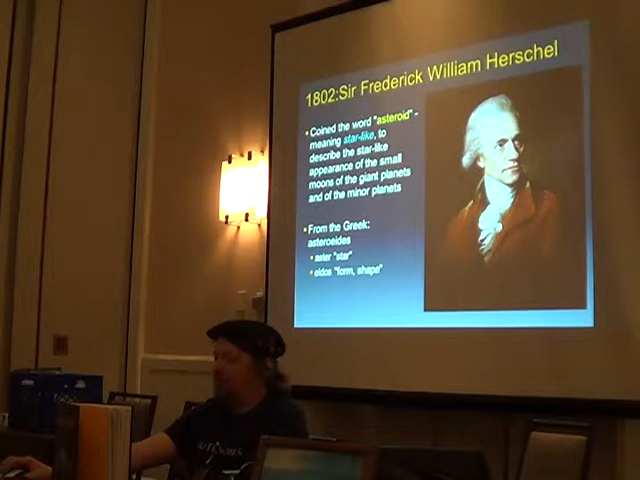 1802:Sir Frederick William Herschel
Coined the word "asteroid" -
meaning star-like, to
describe the star-like
appearance of the small
moons of the giant planets
and of the minor planets
From the Greek:
asteroeides
aster "star"
eidos "form, shape"